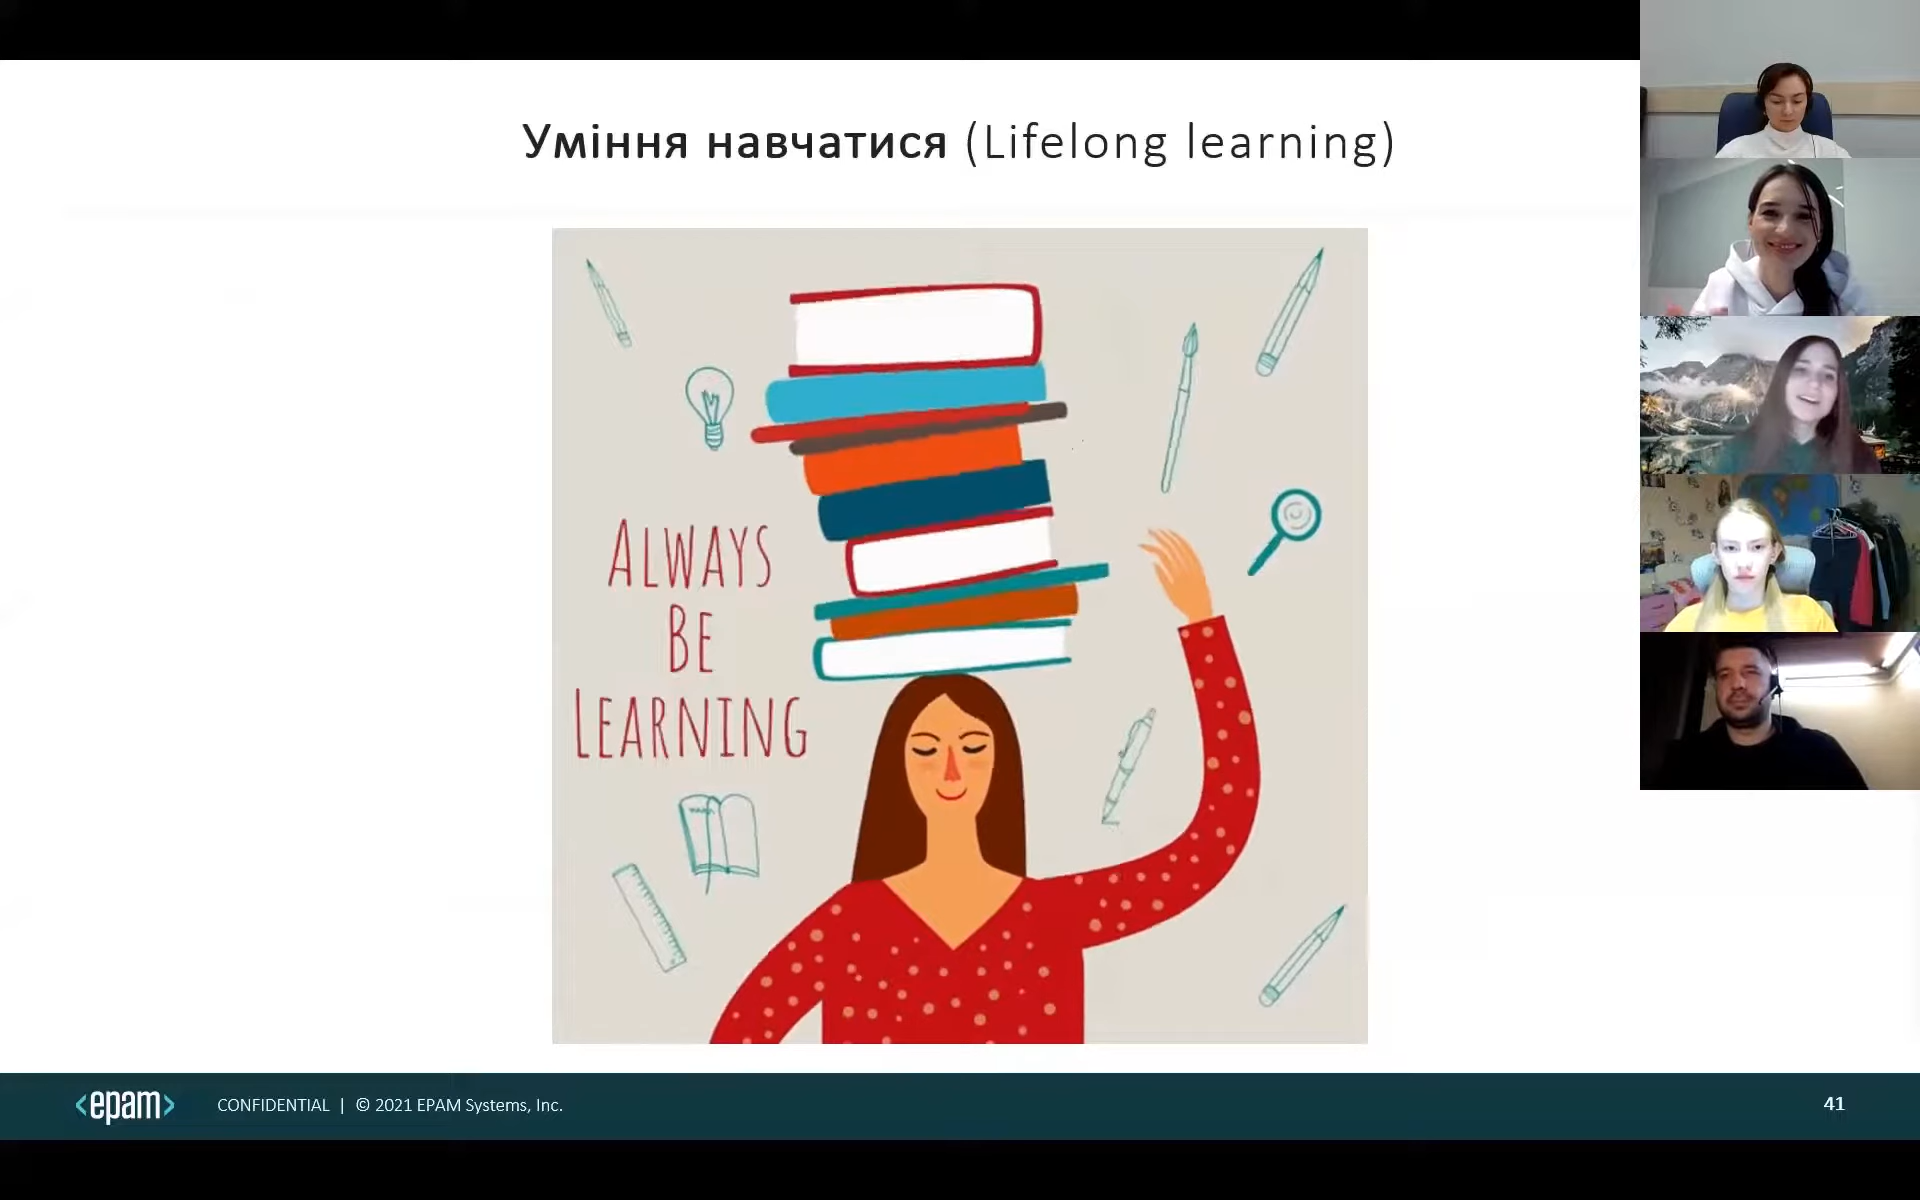 Уміння навчатися (Lifelong learning)
ALWAYS
BE
LEARNING
<epam> CONFIDENTIAL | © 2021 EPAM Systems, Inc. 41